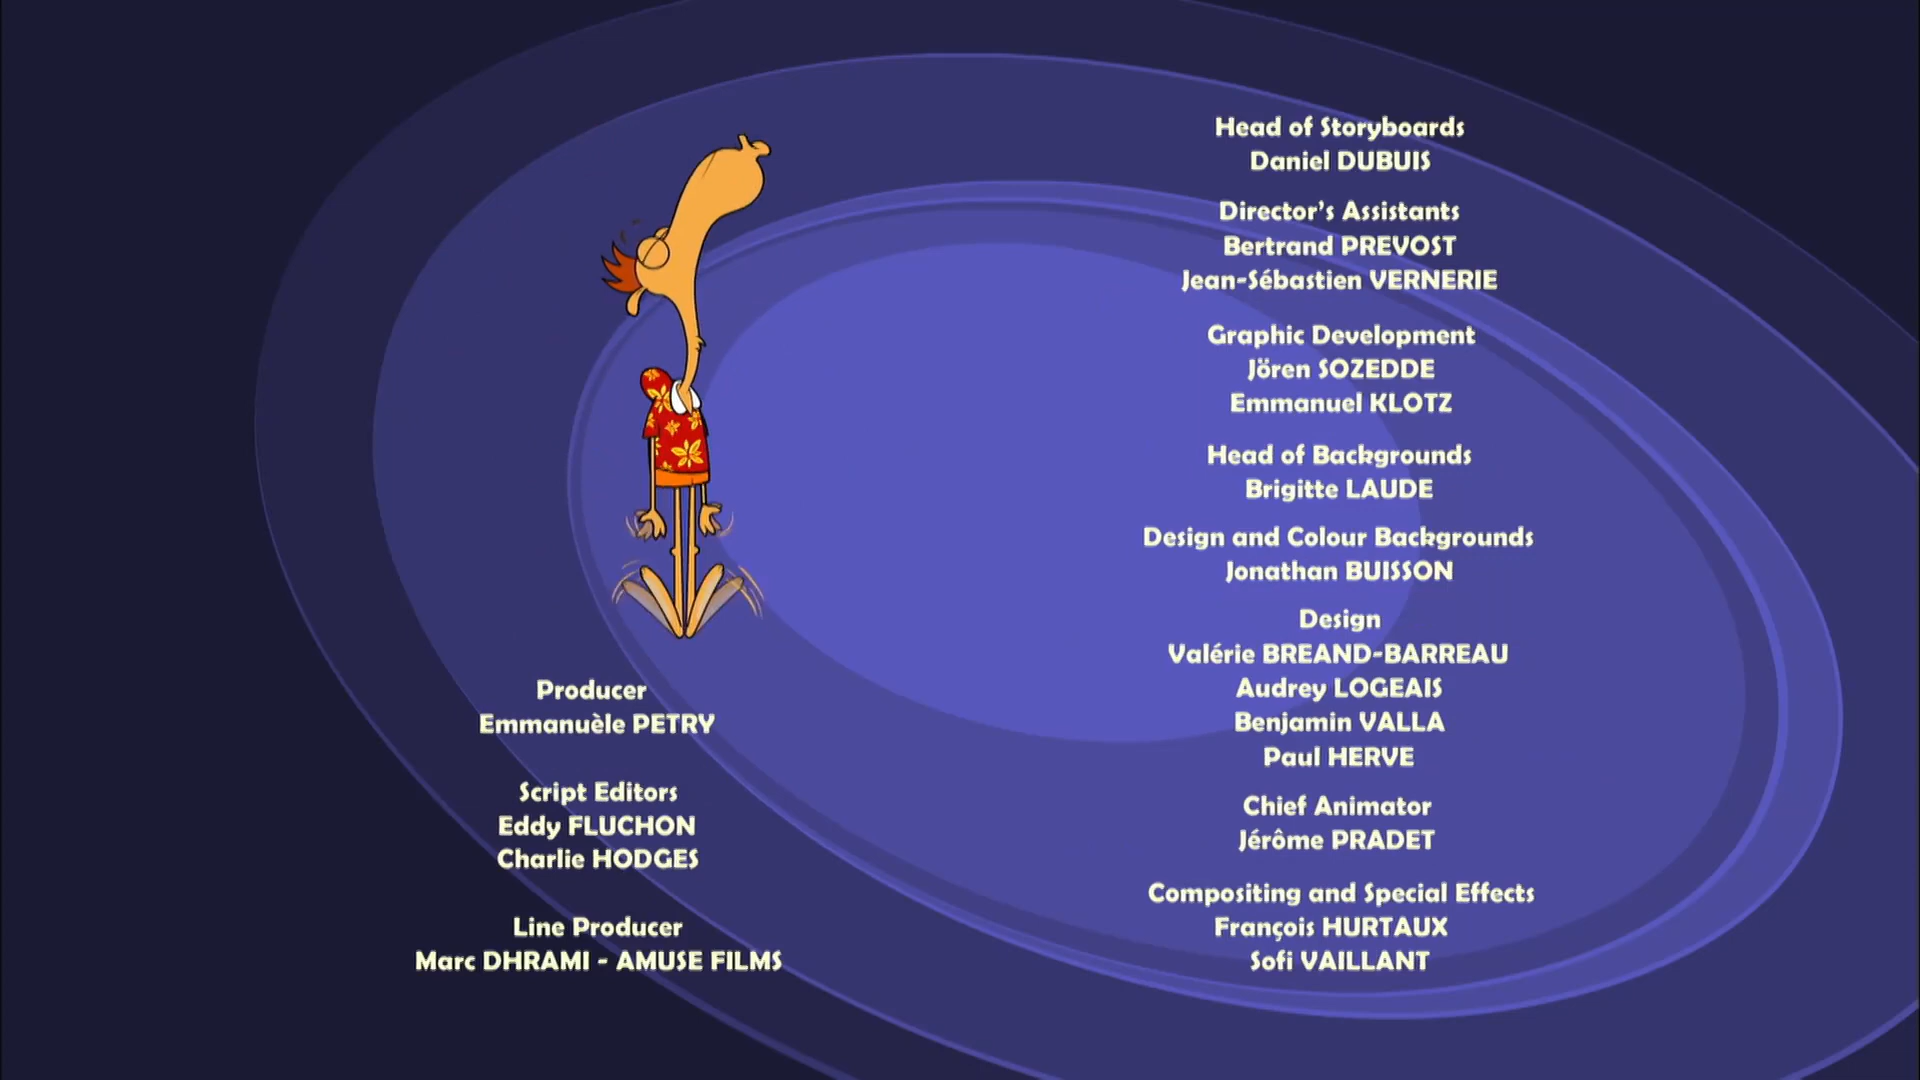 Producer
Emmanuèle PETRY
Script Editors
Eddy FLUCHON
Charlie HODGES
Line Producer
Marc DHRAMI - AMUSE FILMS
Head of Storyboards
Daniel DUBUIS
Director's Assistants
Bertrand PREVOST
Jean-Sébastien VERNERIE
Graphic Development
Jören SOZEDDE
Emmanuel KLOTZ
Head of Backgrounds
Brigitte LAUDE
Design and Colour Backgrounds
Jonathan BUISSON
Design
Valérie BREAND-BARREAU
Audrey LOGEAIS
Benjamin VALLA
Paul HERVE
Chief Animator
Jérôme PRADET
Compositing and Special Effects
François HURTAUX
Sofi VAILLANT